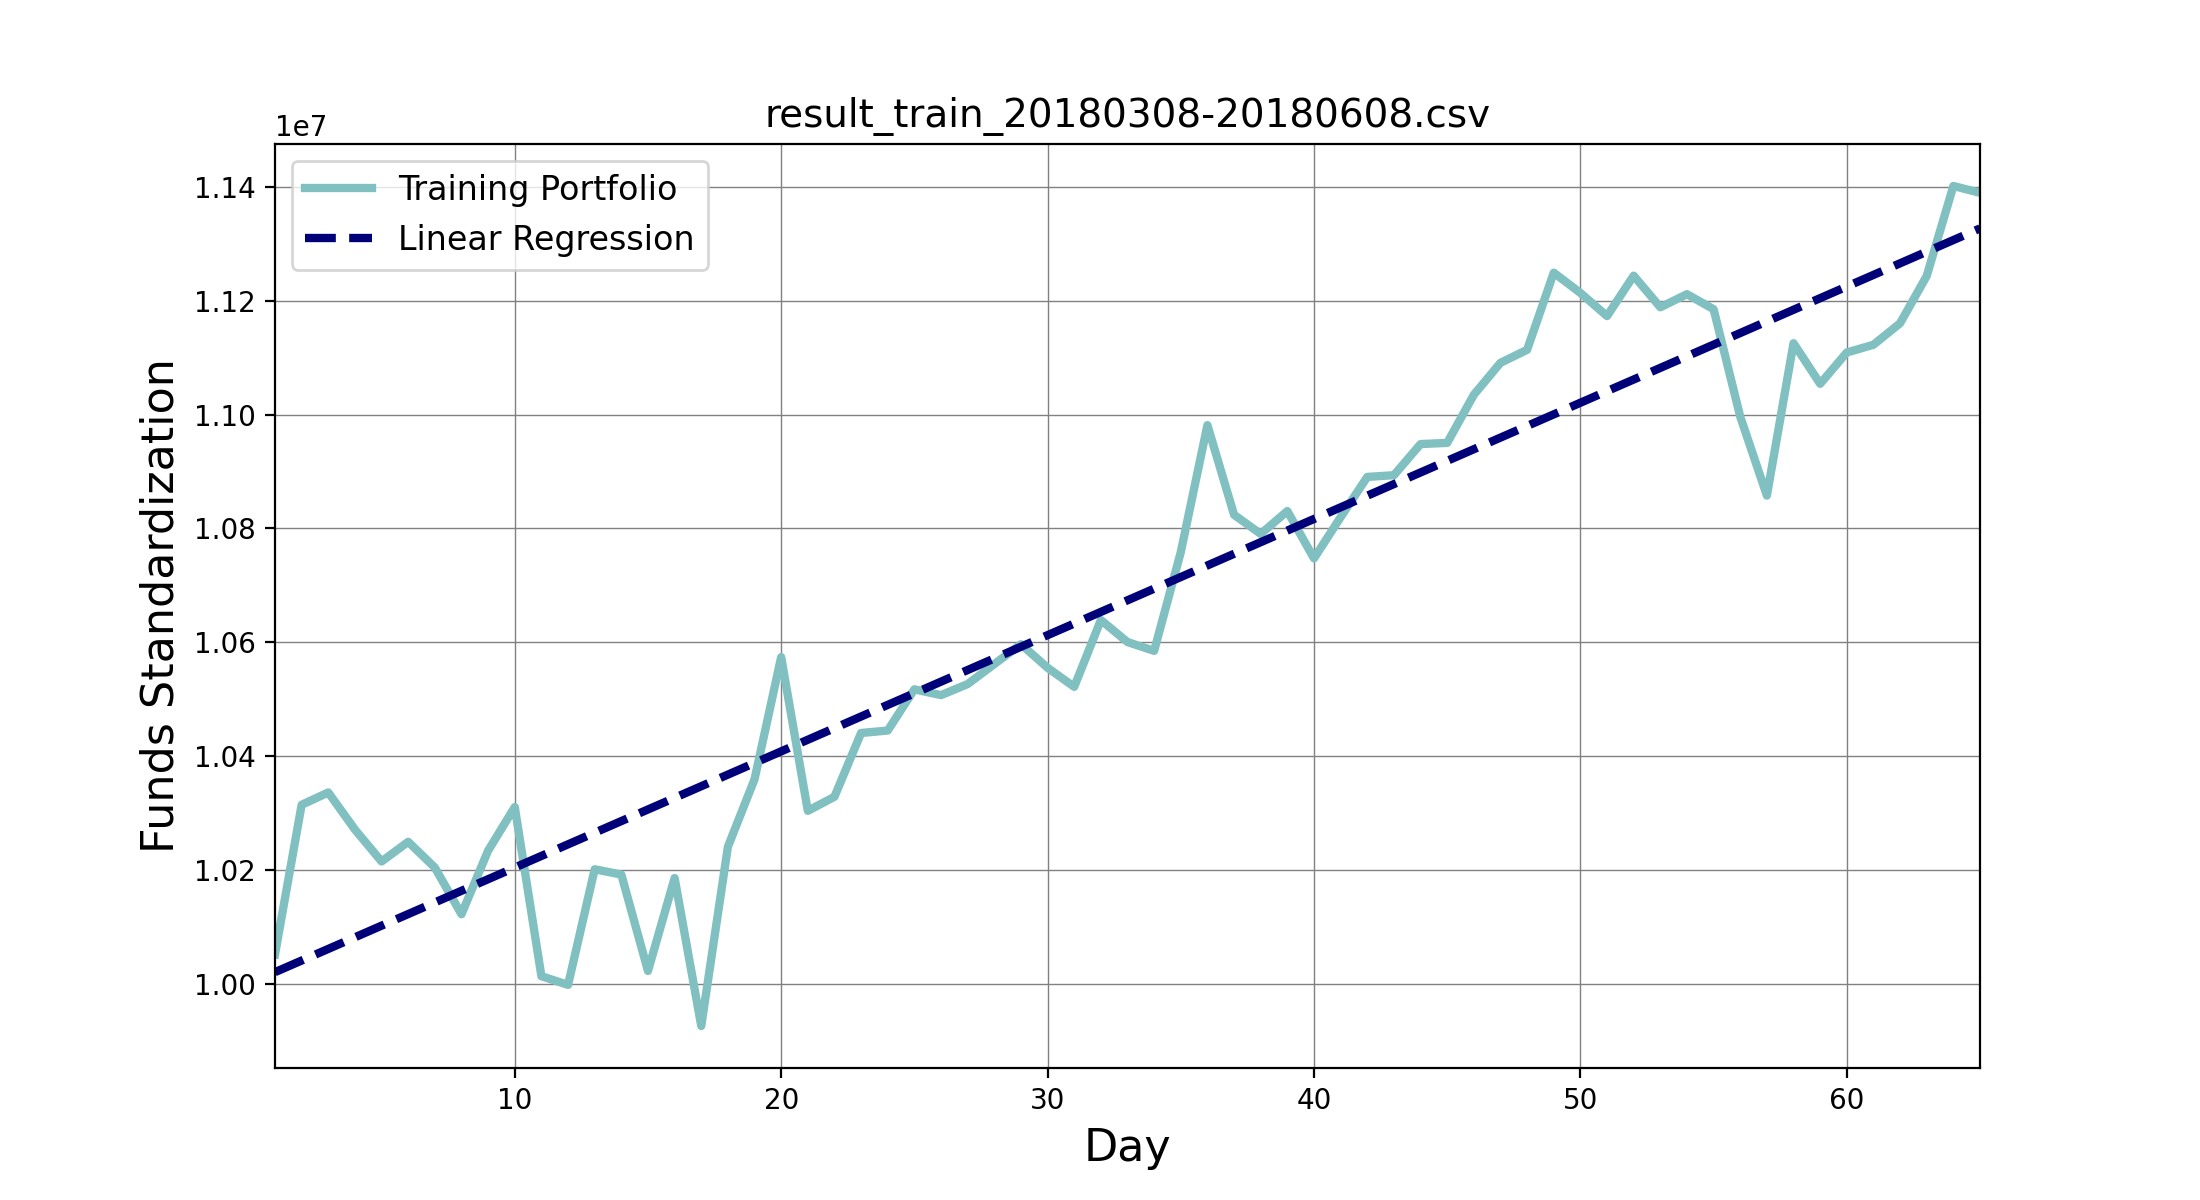 result_train_20180308-20180608.csv
1e7
Training Portfolio
Linear Regression
1.14
1.12
1.10
1.08
1.06
1.04
1.02
1.00
Funds Standardization
10 20 30 40 50 60
Day